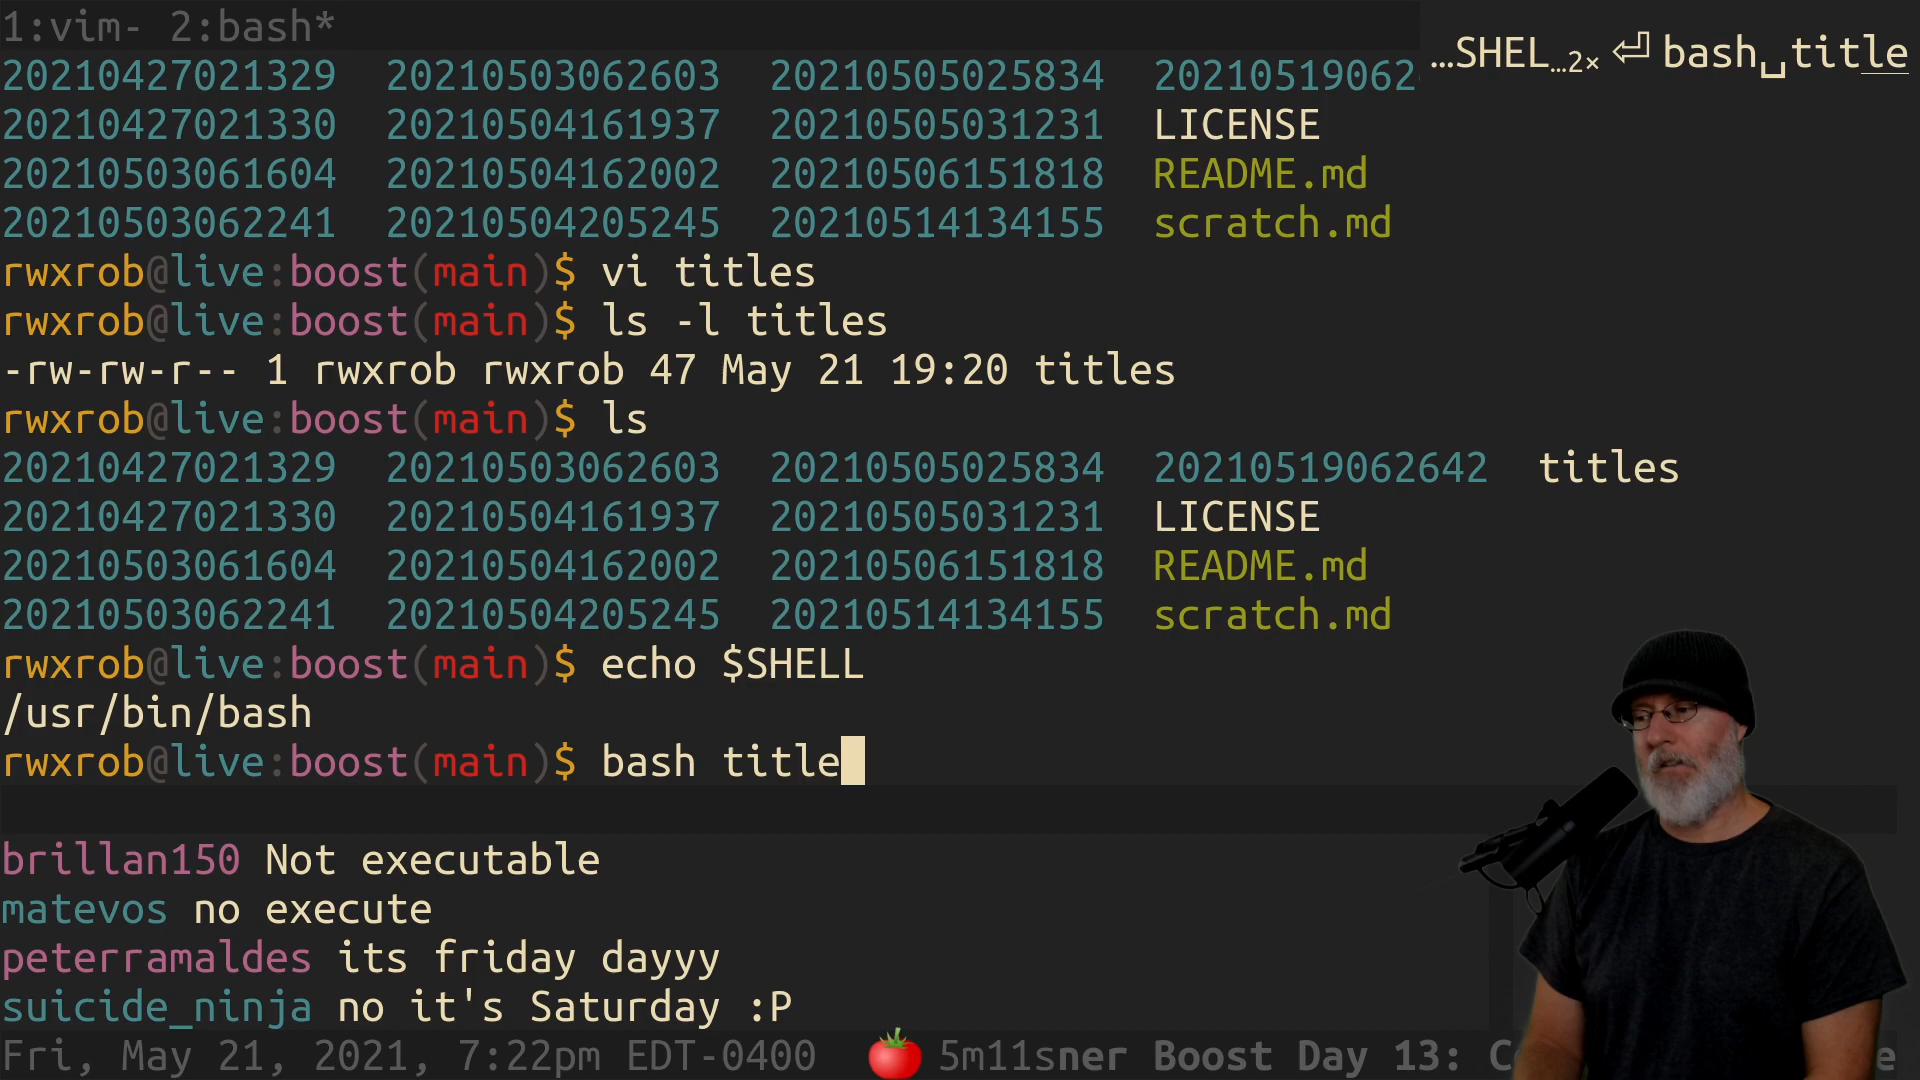 1:vim- 2:bash*
…SHEL…2× ⏎ bash␣title
20210427021329 20210503062603 20210505025834 20210519062
20210427021330 20210504161937 20210505031231 LICENSE
20210503061604 20210504162002 20210506151818 README.md
20210503062241 20210504205245 20210514134155 scratch.md
rwxrob@live:boost(main)$ vi titles
rwxrob@live:boost(main)$ ls -l titles
-rw-rw-r-- 1 rwxrob rwxrob 47 May 21 19:20 titles
rwxrob@live:boost(main)$ ls
20210427021329 20210503062603 20210505025834 20210519062642 titles
20210427021330 20210504161937 20210505031231 LICENSE
20210503061604 20210504162002 20210506151818 README.md
20210503062241 20210504205245 20210514134155 scratch.md
rwxrob@live:boost(main)$ echo $SHELL
/usr/bin/bash
rwxrob@live:boost(main)$ bash title
brillan150 Not executable
matevos no execute
peterramaldes its friday dayyy
suicide_ninja no it's Saturday :P
Fri, May 21, 2021, 7:22pm EDT-0400 🍅 5m11sner Boost Day 13: C